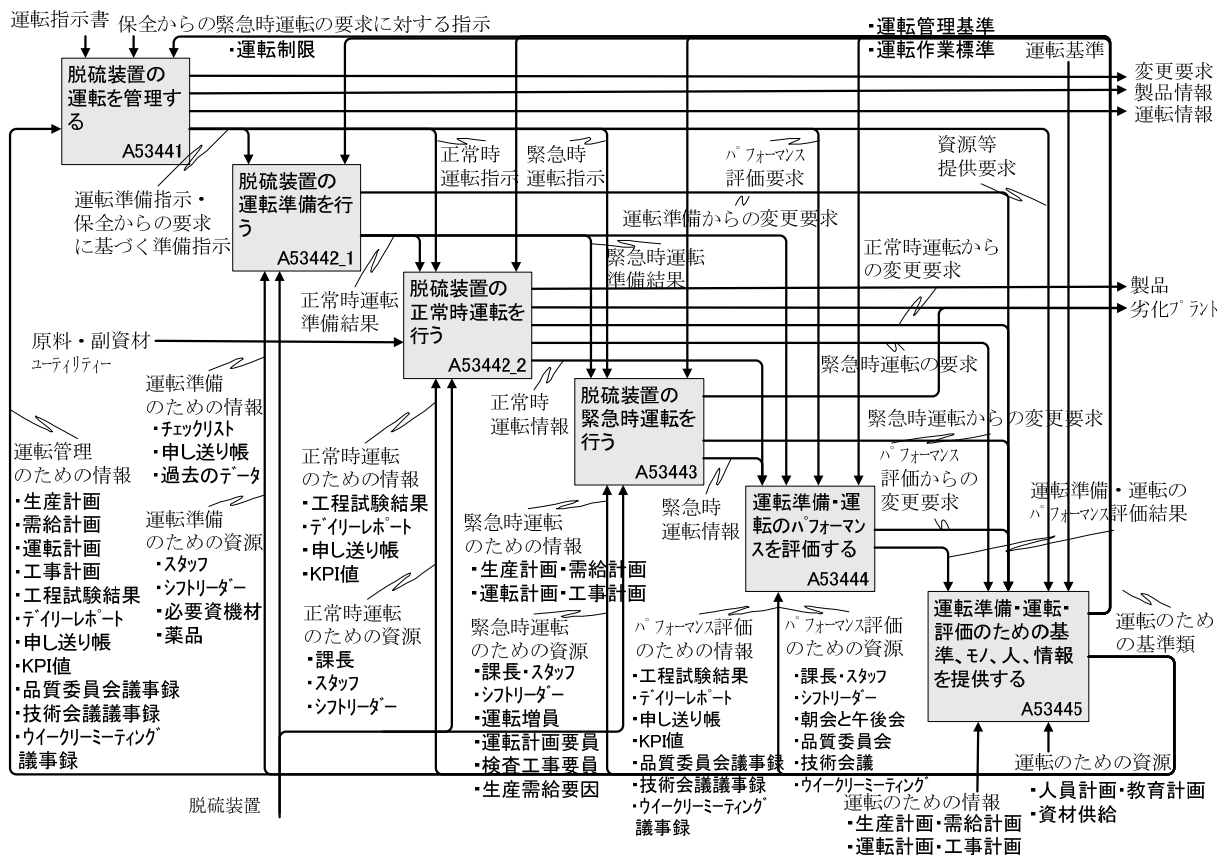 運転指示書
保全からの緊急時運転の要求に対する指示
・運転制限
・運転管理基準
・運転作業標準
運転基準
脱硫装置の
運転を管理す
る
A53441
変更要求
製品情報
運転情報
運転準備指示・
保全からの要求
に基づく準備指示
脱硫装置の
運転準備を行
う
A53442_1
正常時
運転指示
緊急時
運転指示
パフォーマンス
評価要求
資源等
提供要求
運転準備からの変更要求
緊急時運転
準備結果
正常時運転から
の変更要求
正常時運転
準備結果
脱硫装置の
正常時運転を
行う
A53442_2
製品
劣化プラント
原料・副資材
ユーティリティー
緊急時運転の要求
正常時
運転情報
脱硫装置の
緊急時運転を
行う
A53443
緊急時運転からの変更要求
パフォーマンス
評価からの
変更要求
運転準備・運転の
パフォーマンス評価結果
緊急時
運転情報
運転準備・運
転のパフォーマン
スを評価する
A53444
運転準備・運転・
評価のための基
準、モノ、人、情報
を提供する
A53445
運転のため
の基準類
運転管理
のための情報
・生産計画
・需給計画
・運転計画
・工事計画
・工程試験結果
・デイリーレポート
・申し送り帳
・KPI値
・品質委員会議事録
・技術会議議事録
・ウイークリーミーティング
議事録
運転準備
のための情報
・チェックリスト
・申し送り帳
・過去のデータ
運転準備
のための資源
・スタッフ
・シフトリーダー
・必要資機材
・薬品
正常時運転
のための情報
・工程試験結果
・デイリーレポート
・申し送り帳
・KPI値
正常時運転
のための資源
・課長
・スタッフ
・シフトリーダー
緊急時運転
のための情報
・生産計画・需給計画
・運転計画・工事計画
緊急時運転
のための資源
・課長・スタッフ
・シフトリーダー
・運転増員
・運転計画要員
・検査工事要員
・生産需給要因
パフォーマンス評価
のための情報
・工程試験結果
・デイリーレポート
・申し送り帳
・KPI値
・品質委員会議事録
・技術会議議事録
・ウイークリーミーティング
議事録
パフォーマンス評価
のための資源
・課長・スタッフ
・シフトリーダー
・朝会と午後会
・品質委員会
・技術会議
・ウイークリーミーティング
運転のための情報
・生産計画・需給計画
・運転計画・工事計画
運転のための資源
・人員計画・教育計画
・資材供給
脱硫装置